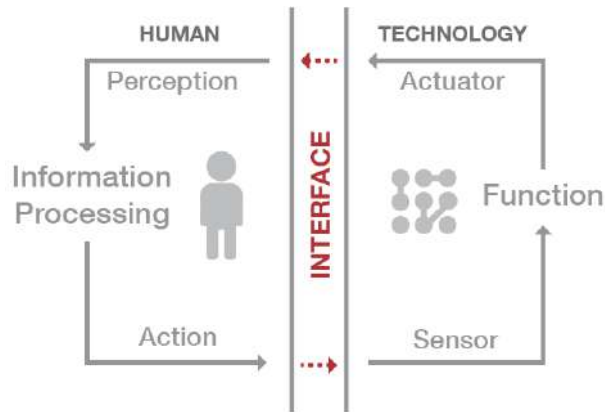 HUMAN
TECHNOLOGY
Perception
Actuator
Information
Processing
INTERFACE
Function
Action
Sensor